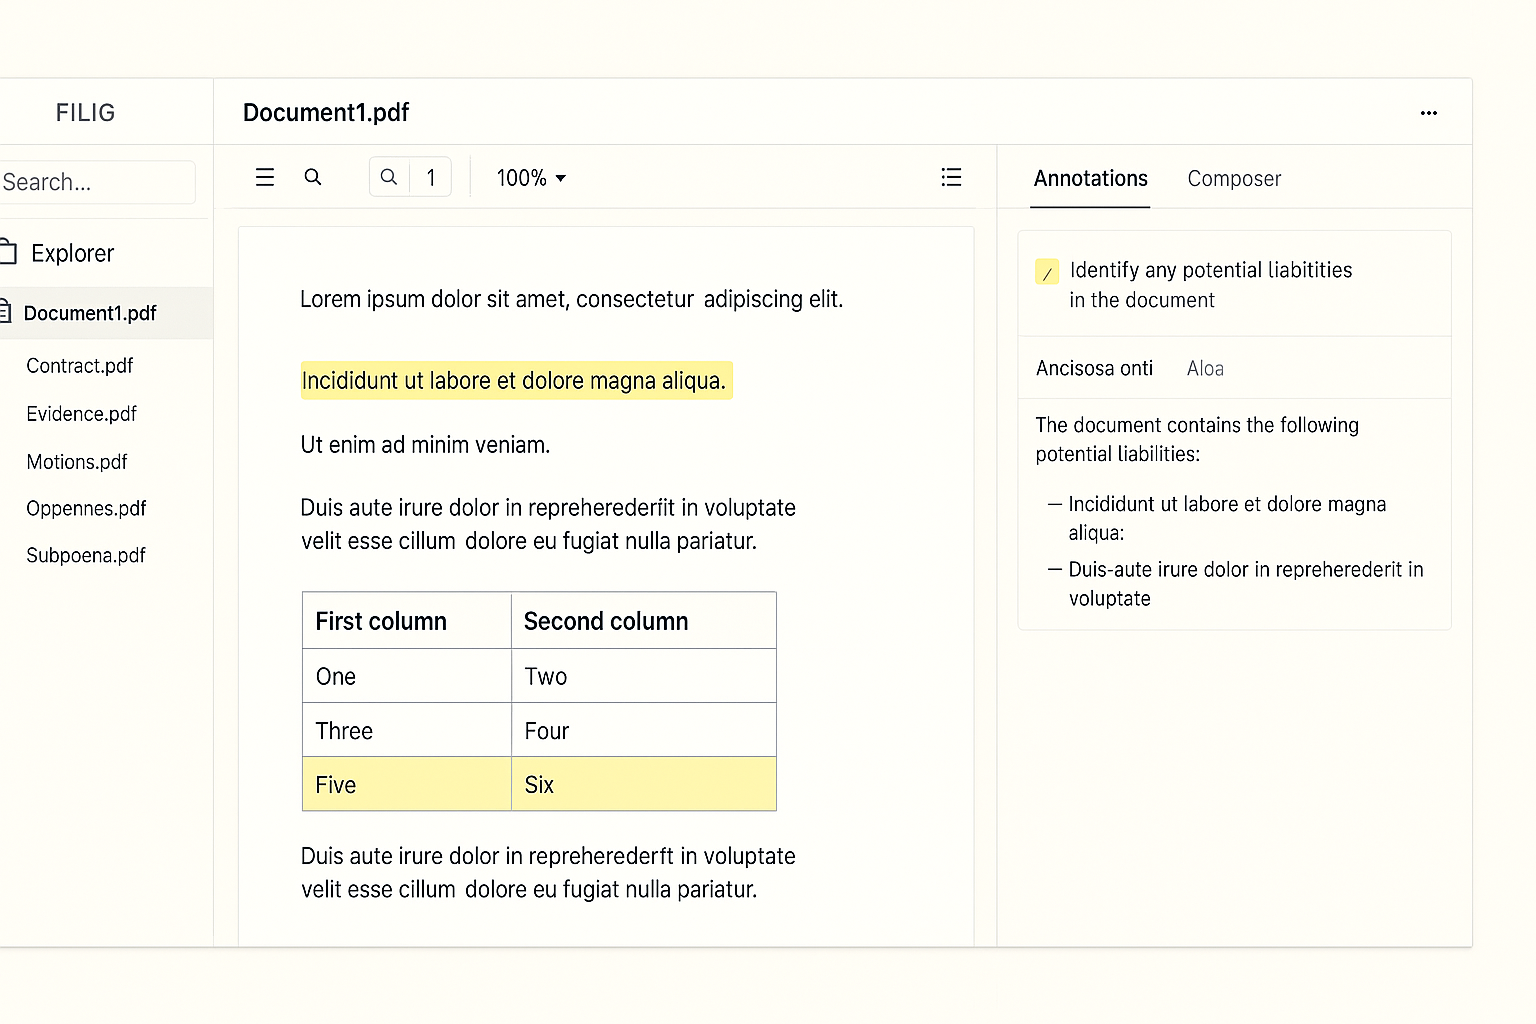 FILIG
Search...
Explorer
Document1.pdf
Contract.pdf
Evidence.pdf
Motions.pdf
Oppennes.pdf
Subpoena.pdf
Document1.pdf
1
100%
Lorem ipsum dolor sit amet, consectetur adipiscing elit.
Incididunt ut labore et dolore magna aliqua.
Ut enim ad minim veniam.
Duis aute irure dolor in repreherederíit in voluptate
velit esse cillum dolore eu fugiat nulla pariatur.
First column Second column
One Two
Three Four
Five Six
Duis aute irure dolor in repreherederft in voluptate
velit esse cillum dolore eu fugiat nulla pariatur.
Annotations Composer
Identify any potential liabitities
in the document
Ancisosa onti Aloa
The document contains the following
potential liabilities:
— Incididunt ut labore et dolore magna
aliqua:
— Duis-aute irure dolor in repreherederit in
voluptate